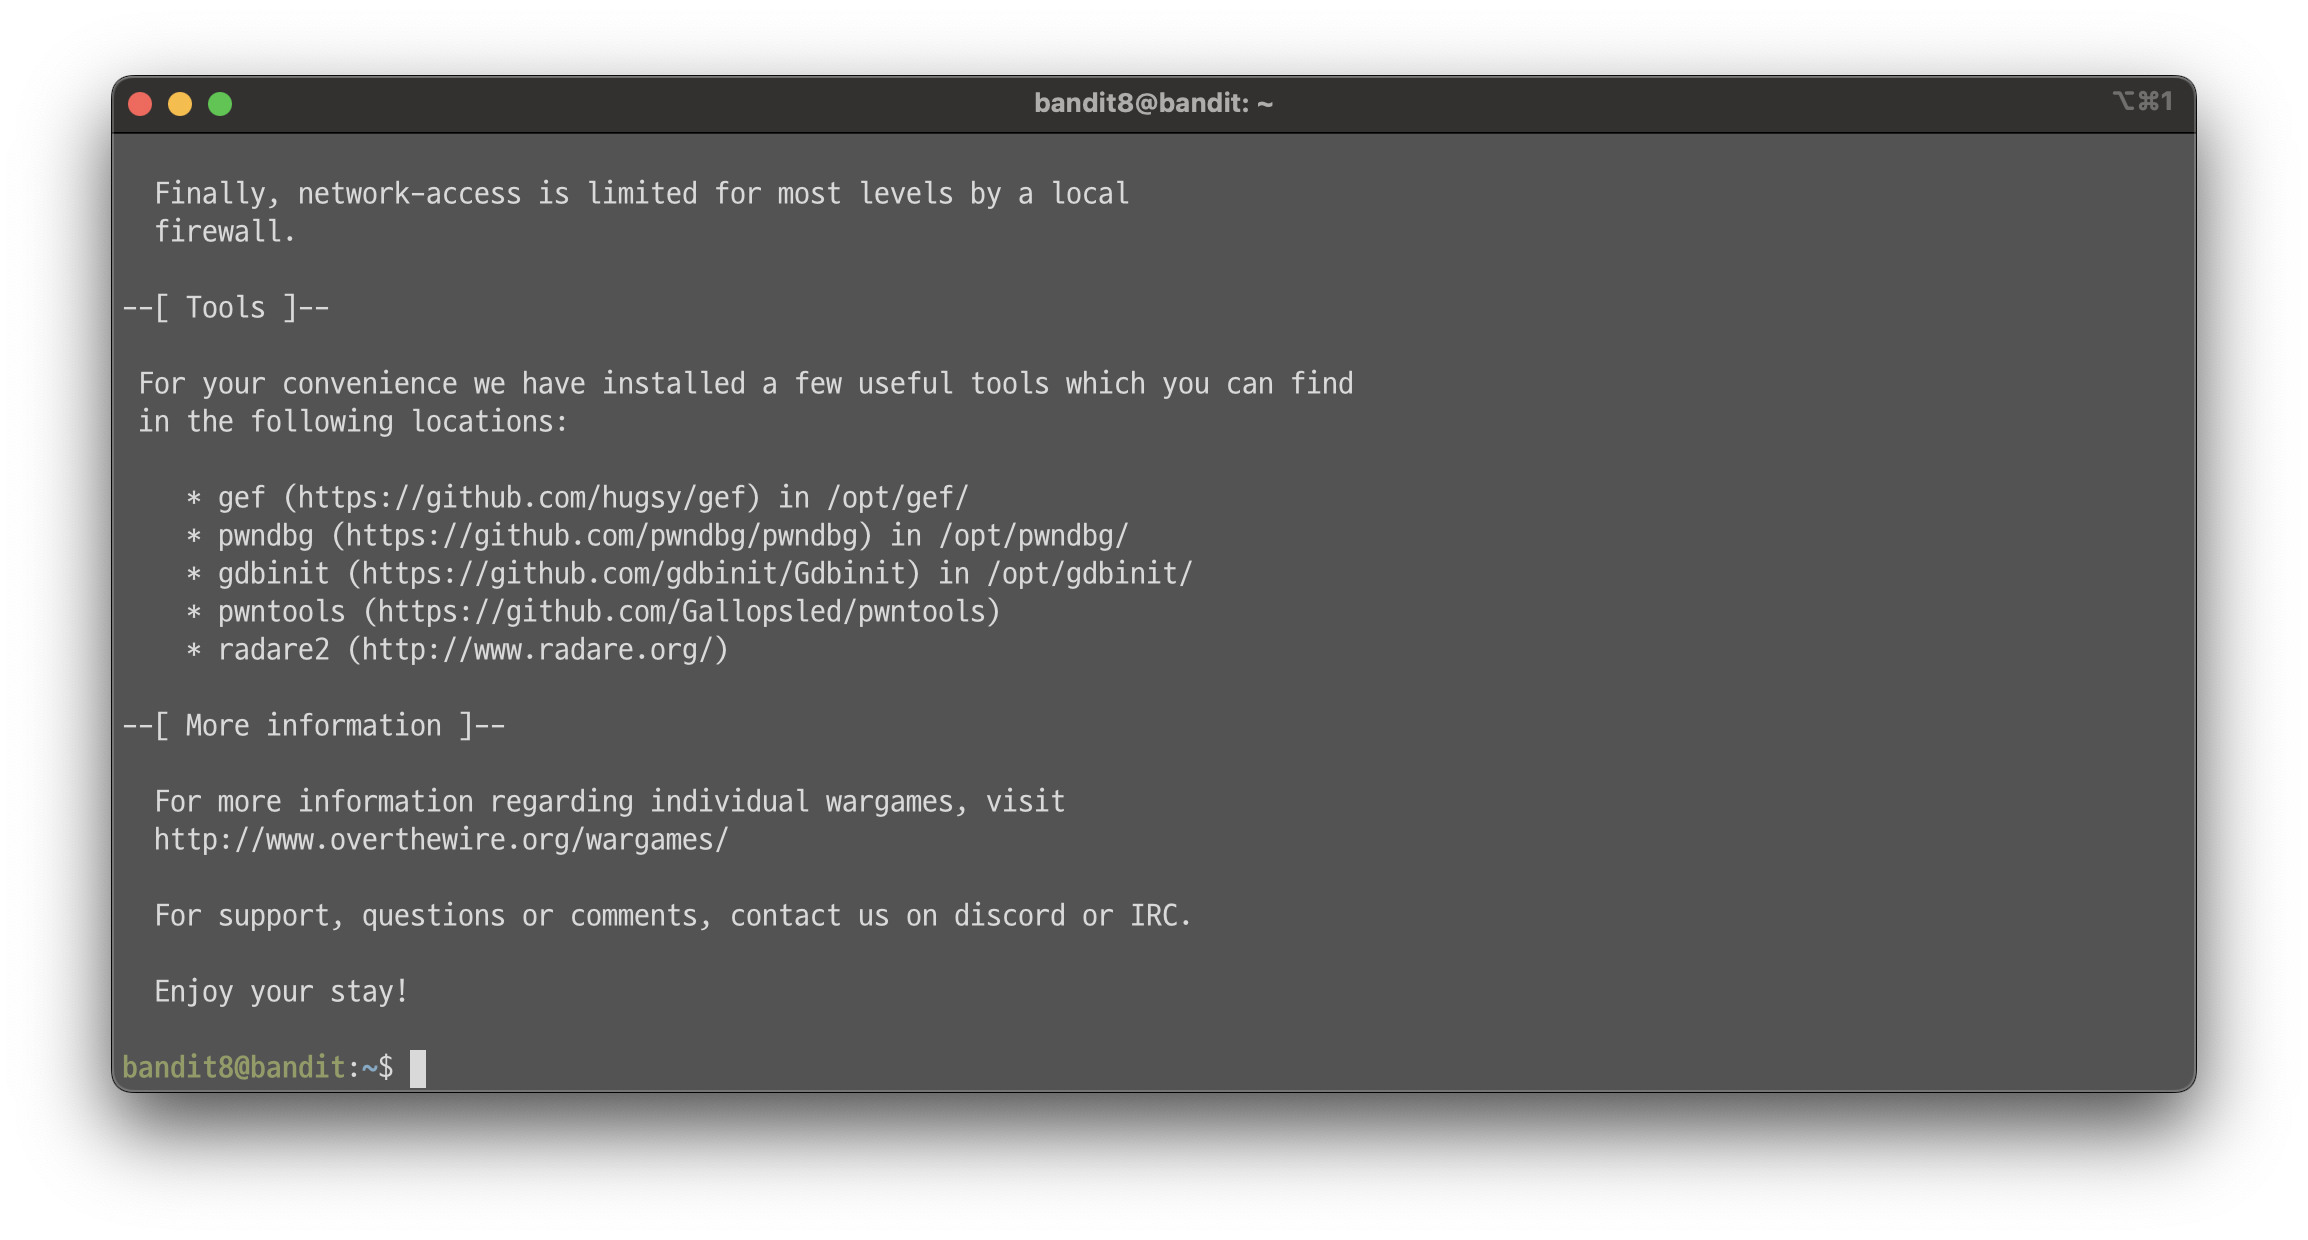 bandit8@bandit: ~
⌥⌘1
Finally, network-access is limited for most levels by a local
firewall.
--[ Tools ]--
For your convenience we have installed a few useful tools which you can find
in the following locations:
* gef (https://github.com/hugsy/gef) in /opt/gef/
* pwndbg (https://github.com/pwndbg/pwndbg) in /opt/pwndbg/
* gdbinit (https://github.com/gdbinit/Gdbinit) in /opt/gdbinit/
* pwntools (https://github.com/Gallopsled/pwntools)
* radare2 (http://www.radare.org/)
--[ More information ]--
For more information regarding individual wargames, visit
http://www.overthewire.org/wargames/
For support, questions or comments, contact us on discord or IRC.
Enjoy your stay!
bandit8@bandit:~$